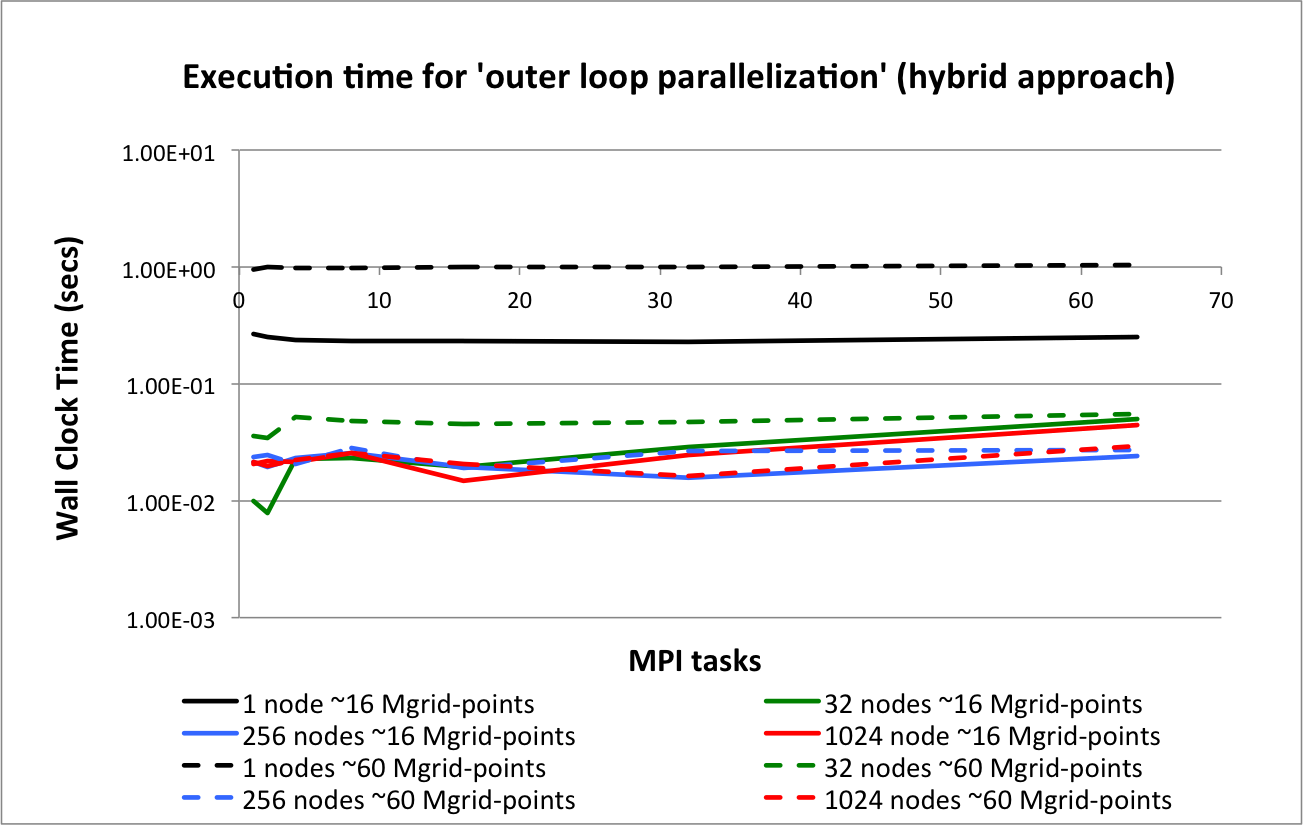 Execution time for 'outer loop parallelization' (hybrid approach)
Wall Clock Time (secs)
1.00E+01
1.00E+00
0 10 20 30 40 50 60 70
1.00E-01
1.00E-02
1.00E-03
MPI tasks
1 node ~16 Mgrid-points
32 nodes ~16 Mgrid-points
256 nodes ~16 Mgrid-points
1024 node ~16 Mgrid-points
1 nodes ~60 Mgrid-points
32 nodes ~60 Mgrid-points
256 nodes ~60 Mgrid-points
1024 nodes ~60 Mgrid-points